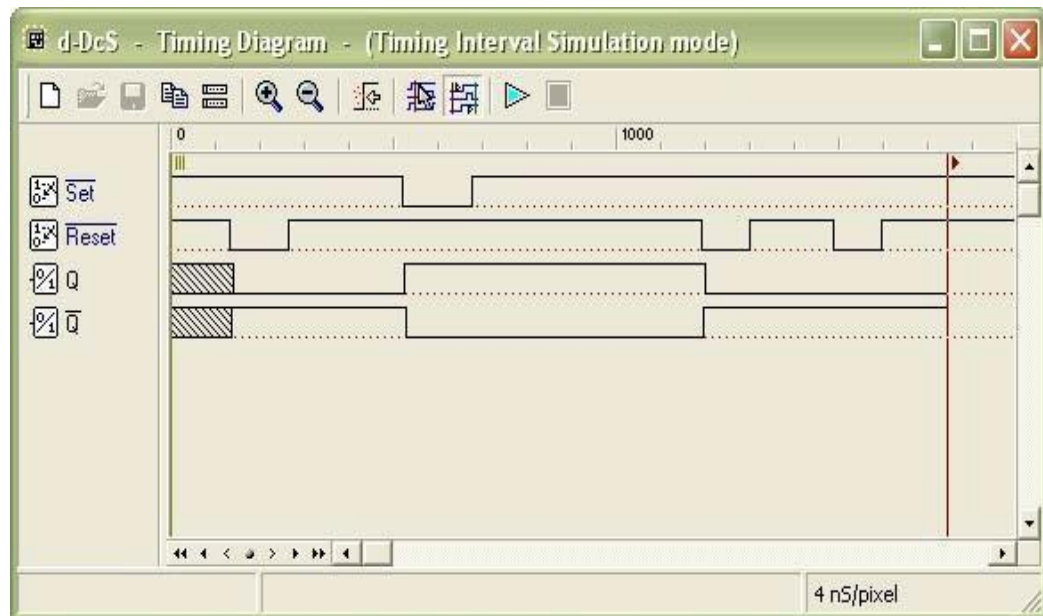 d-DcS - Timing Diagram - (Timing Interval Simulation mode)
0 1000
Set
Reset
Q
Q̅
4 nS/pixel